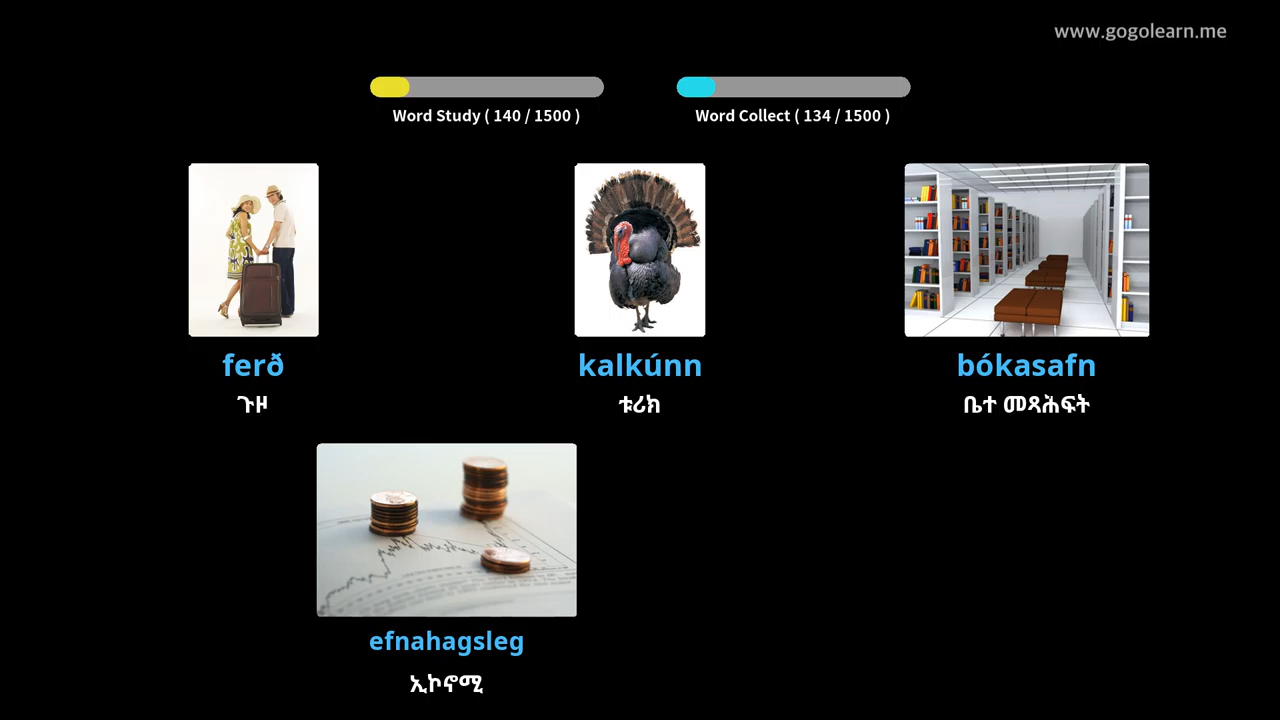 www.gogolearn.me
Word Study ( 140 / 1500 )
Word Collect ( 134 / 1500 )
ferð
kalkúnn
bókasafn
ጉዞ
ቱሪክ
ቤተ መጻሕፍት
efnahagsleg
ኢኮኖሚ